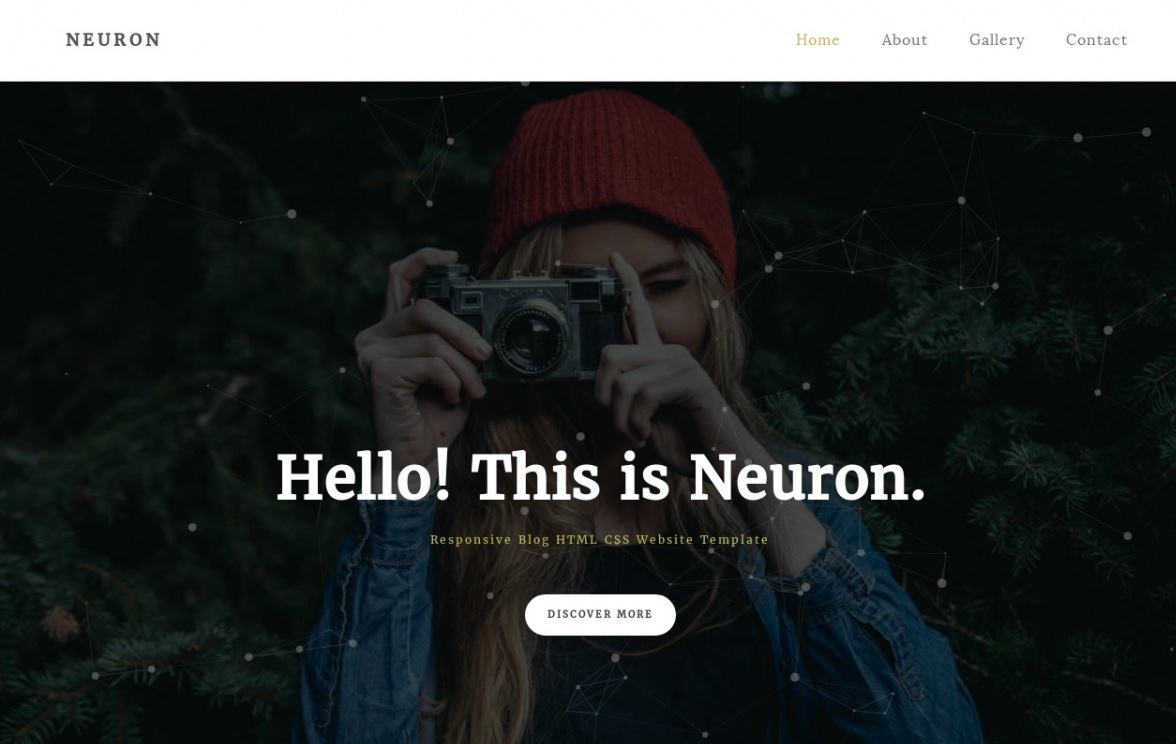 NEURON
Home About Gallery Contact
Hello! This is Neuron.
Responsive Blog HTML CSS Website Template
DISCOVER MORE